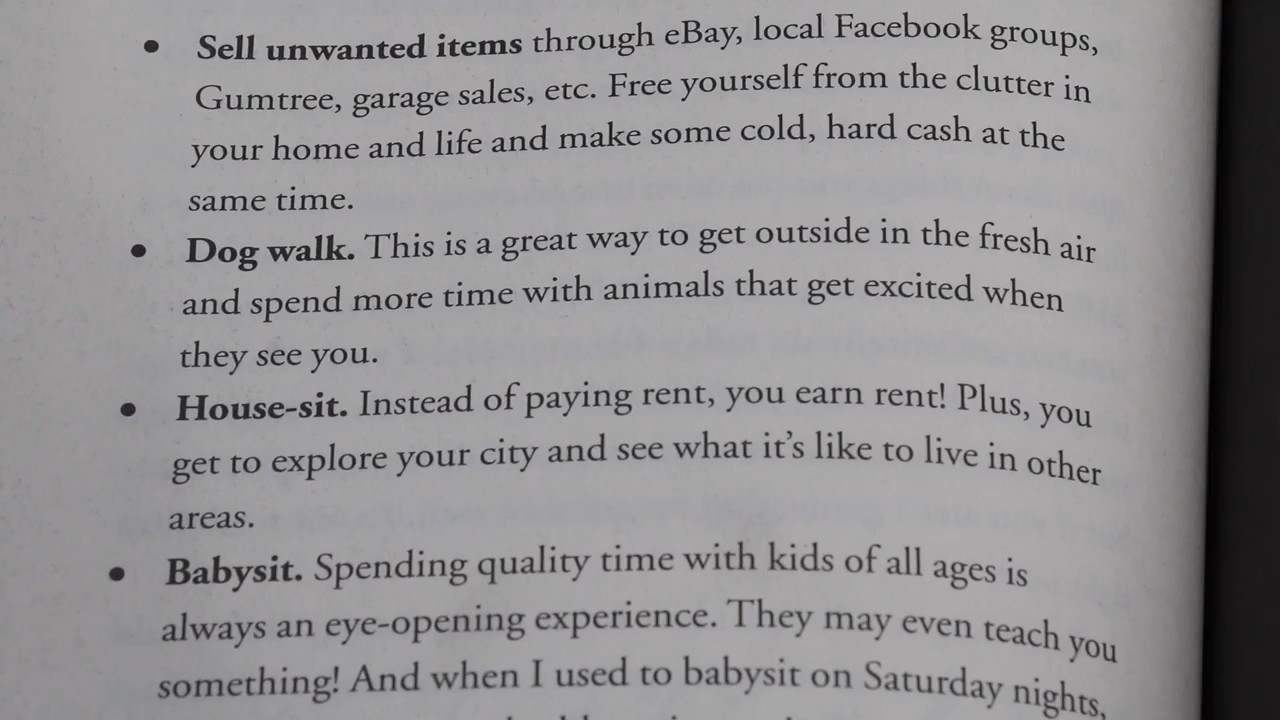 • Sell unwanted items through eBay, local Facebook groups,
Gumtree, garage sales, etc. Free yourself from the clutter in
your home and life and make some cold, hard cash at the
same time.
• Dog walk. This is a great way to get outside in the fresh air
and spend more time with animals that get excited when
they see you.
• House-sit. Instead of paying rent, you earn rent! Plus, you
get to explore your city and see what it’s like to live in other
areas.
• Babysit. Spending quality time with kids of all ages is
always an eye-opening experience. They may even teach you
something! And when I used to babysit on Saturday nights,